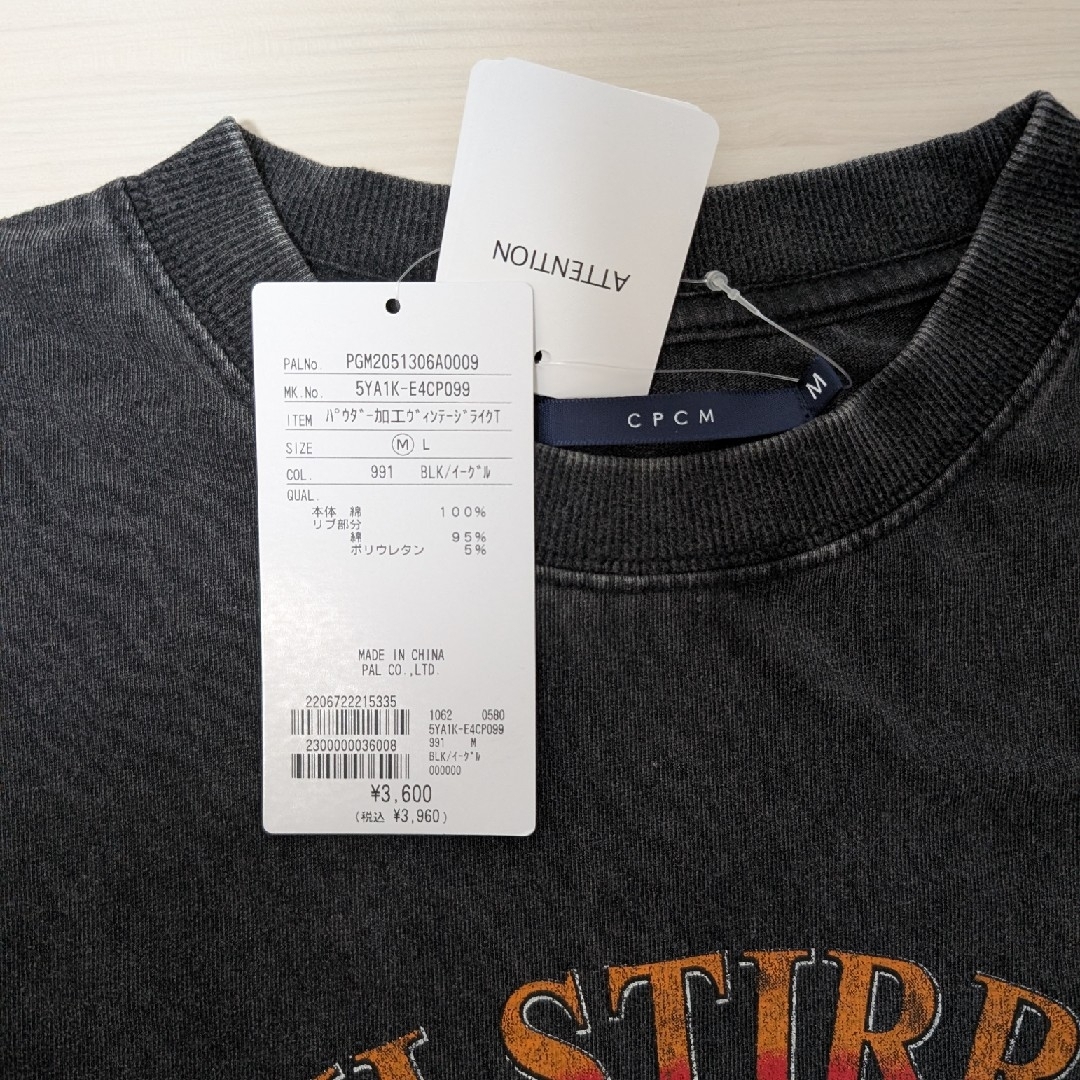 ATTENTION
CPCM
M
PALNo. PGM2051306A0009
MK.No. 5YA1K-E4CP099
ITEM ﾊﾟｳﾀﾞｰ加工ｳﾞｨﾝﾃｰｼﾞﾗｲｸT
SIZE Ⓜ L
COL. 991 BLK/ｲｰｸﾞﾙ
QUAL.
本体 綿 100%
リブ部分
綿 95%
ポリウレタン 5%
MADE IN CHINA
PAL CO.,LTD.
2206722215335
2300000036008
1062 0580
5YA1K-E4CP099
991 M
BLK/ｲｰｸﾞﾙ
000000
¥3,600
(税込 ¥3,960)